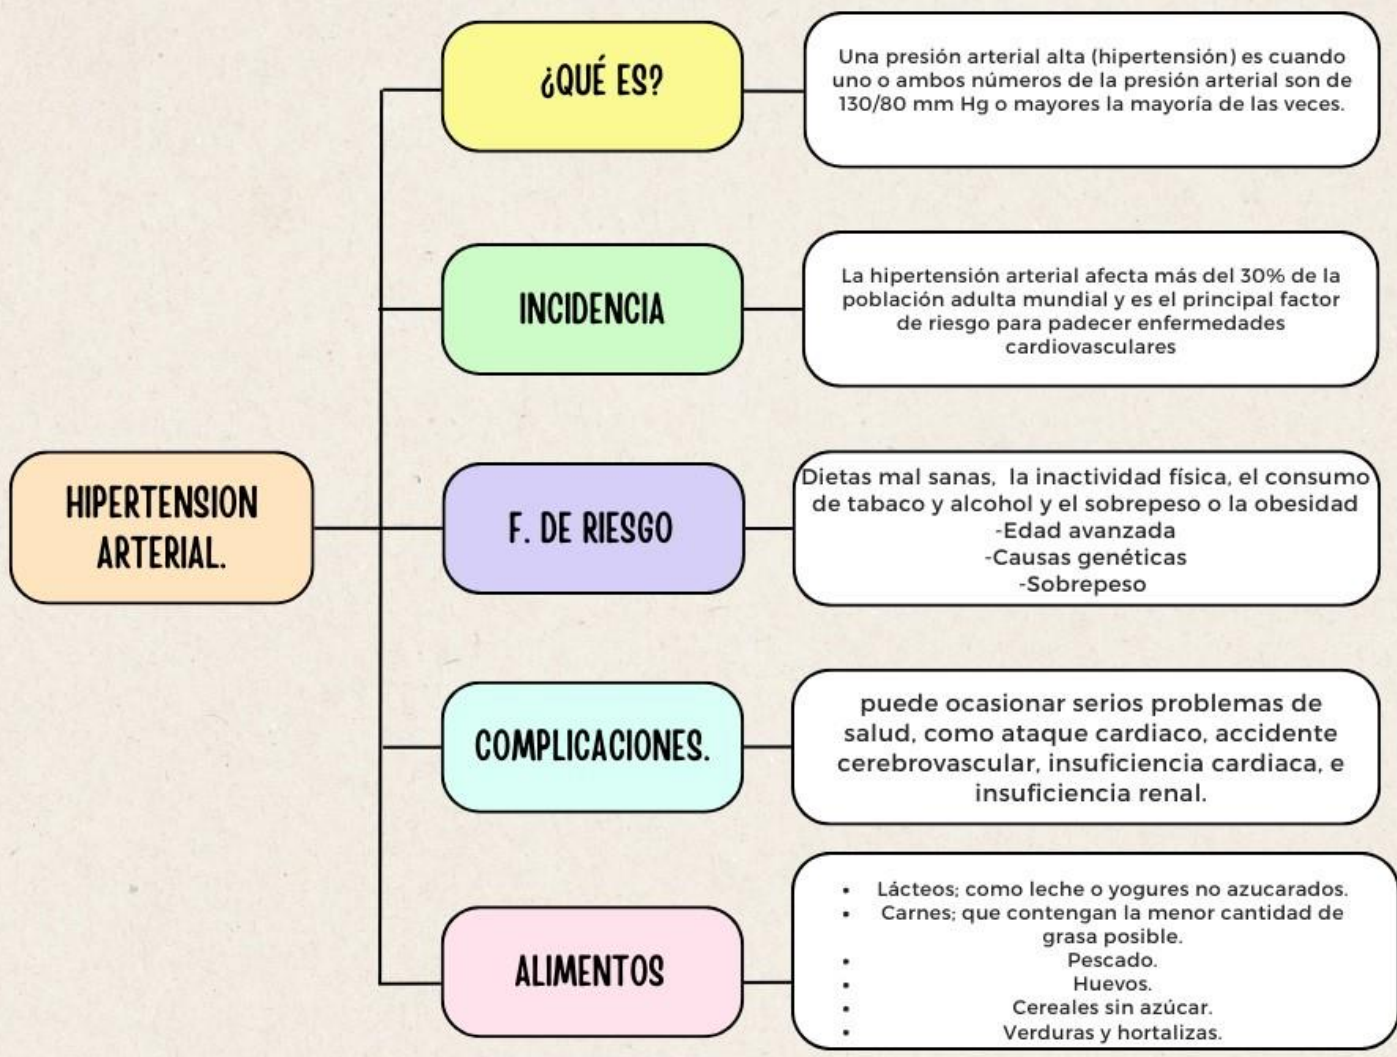 HIPERTENSION
ARTERIAL.
¿QUÉ ES?
Una presión arterial alta (hipertensión) es cuando
uno o ambos números de la presión arterial son de
130/80 mm Hg o mayores la mayoría de las veces.
INCIDENCIA
La hipertensión arterial afecta más del 30% de la
población adulta mundial y es el principal factor
de riesgo para padecer enfermedades
cardiovasculares
F. DE RIESGO
Dietas mal sanas, la inactividad física, el consumo
de tabaco y alcohol y el sobrepeso o la obesidad
-Edad avanzada
-Causas genéticas
-Sobrepeso
COMPLICACIONES.
puede ocasionar serios problemas de
salud, como ataque cardiaco, accidente
cerebrovascular, insuficiencia cardiaca, e
insuficiencia renal.
ALIMENTOS
• Lácteos; como leche o yogures no azucarados.
• Carnes; que contengan la menor cantidad de
grasa posible.
• Pescado.
• Huevos.
• Cereales sin azúcar.
• Verduras y hortalizas.